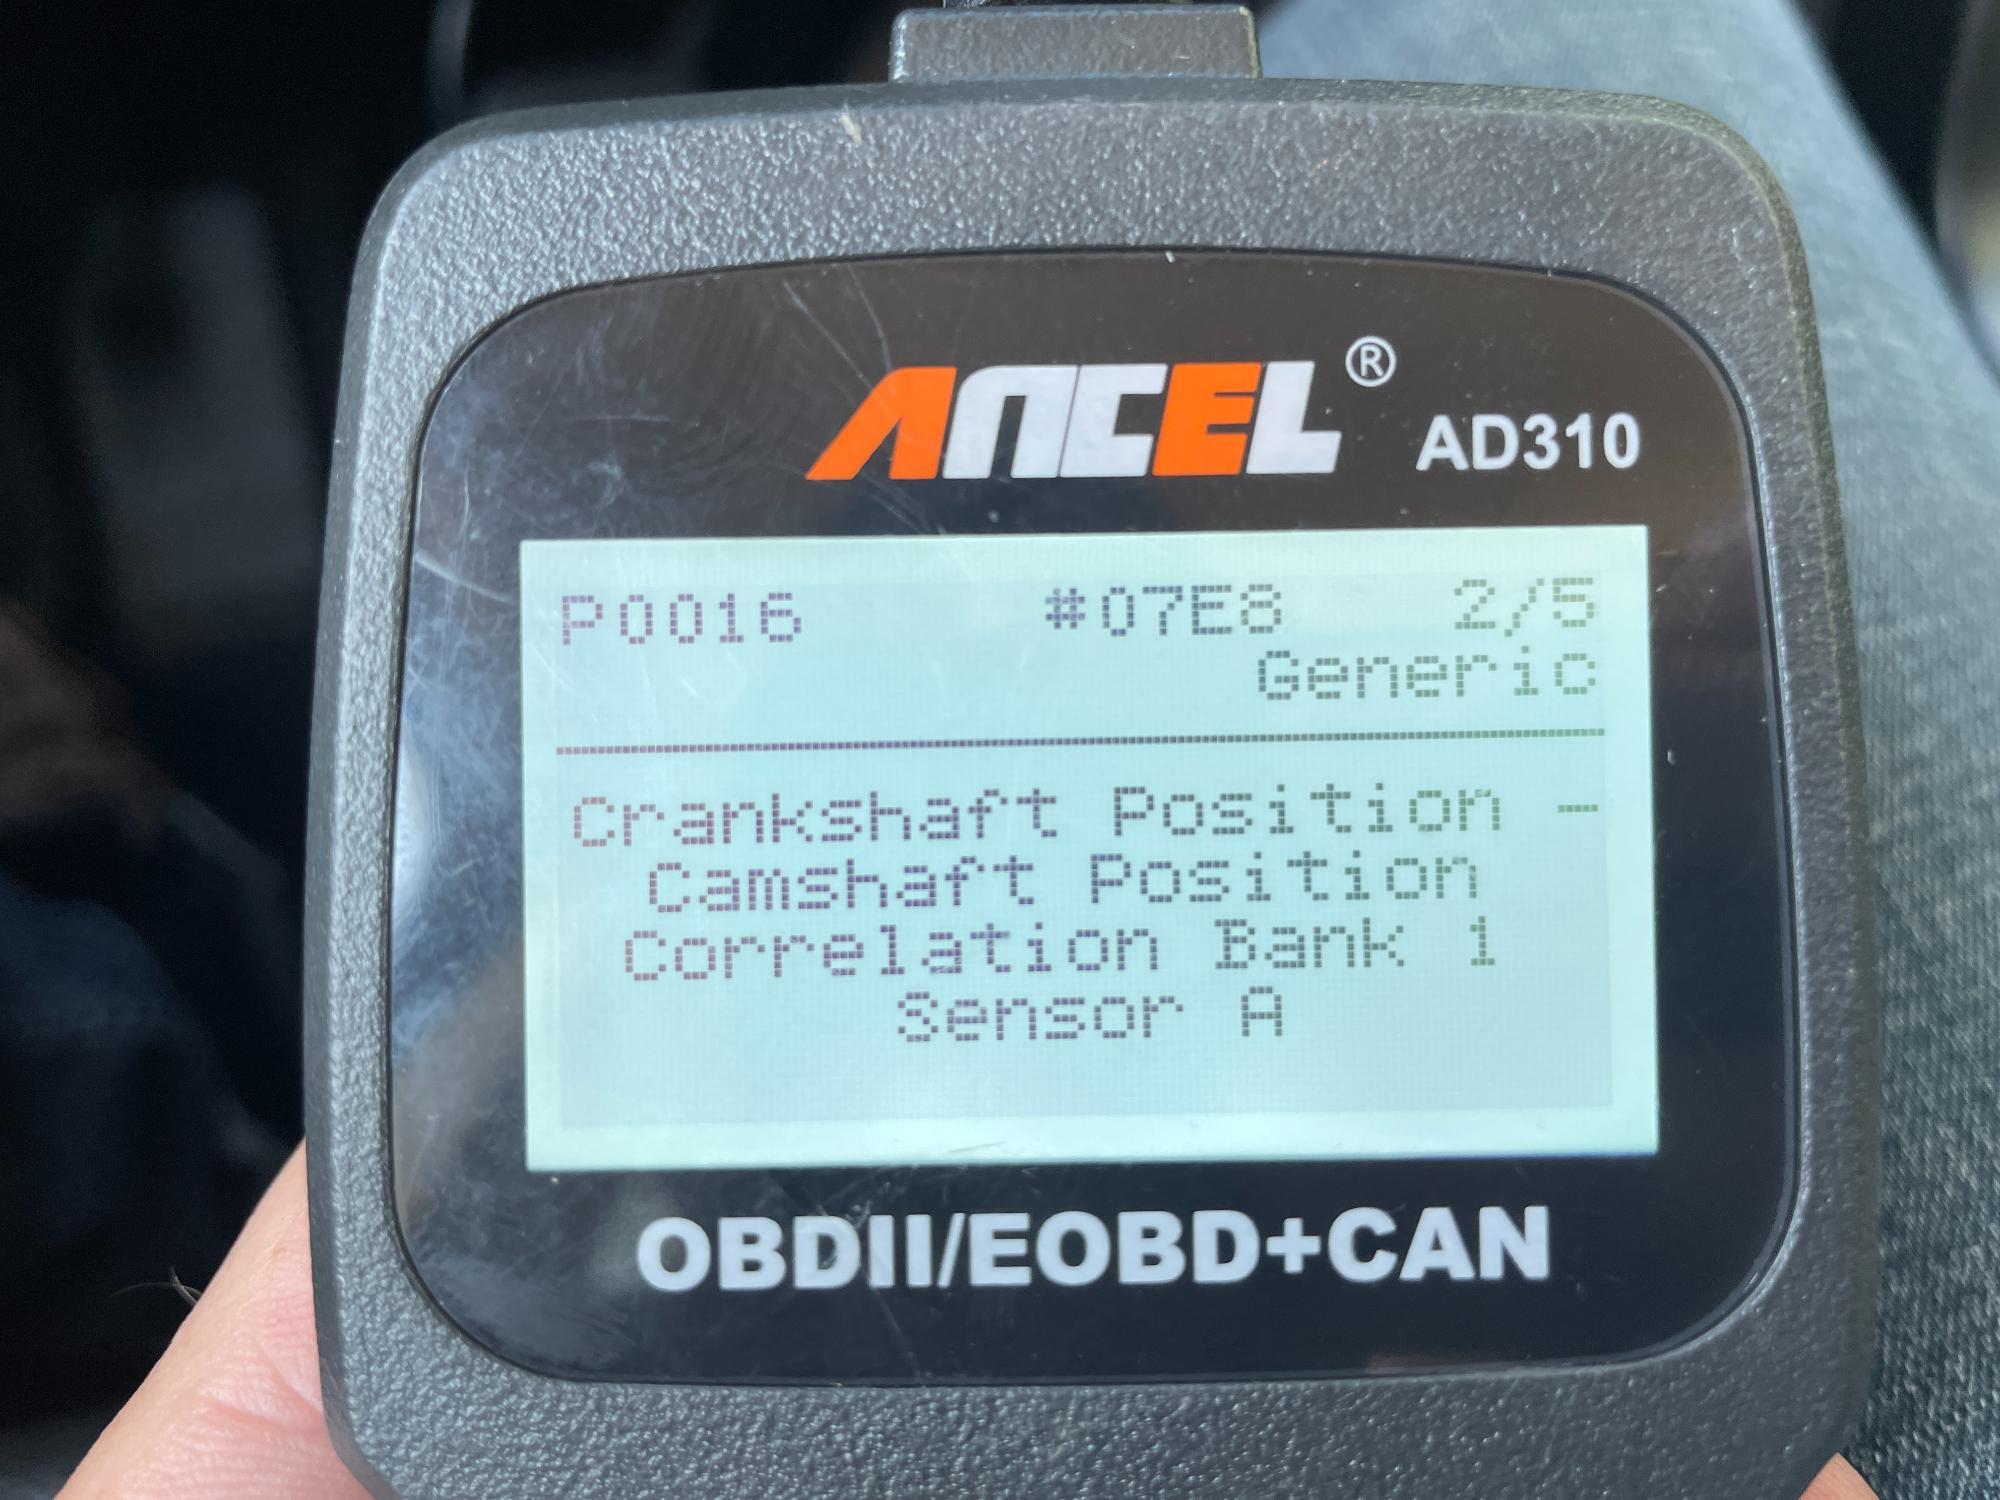 ANCEL®
AD310
P0016 #07E8 2/5
Generic
Crankshaft Position -
Camshaft Position
Correlation Bank 1
Sensor A
OBDII/EOBD+CAN